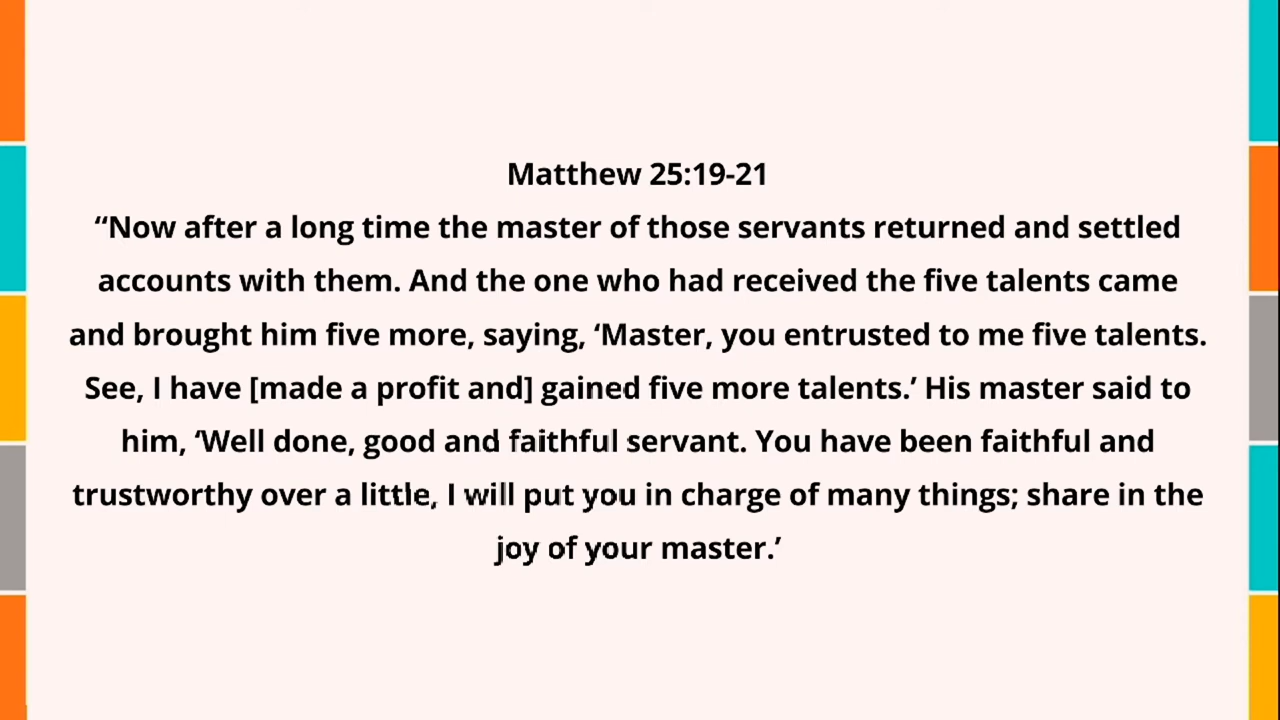 Matthew 25:19-21
“Now after a long time the master of those servants returned and settled
accounts with them. And the one who had received the five talents came
and brought him five more, saying, ‘Master, you entrusted to me five talents.
See, I have [made a profit and] gained five more talents.’ His master said to
him, ‘Well done, good and faithful servant. You have been faithful and
trustworthy over a little, I will put you in charge of many things; share in the
joy of your master.’